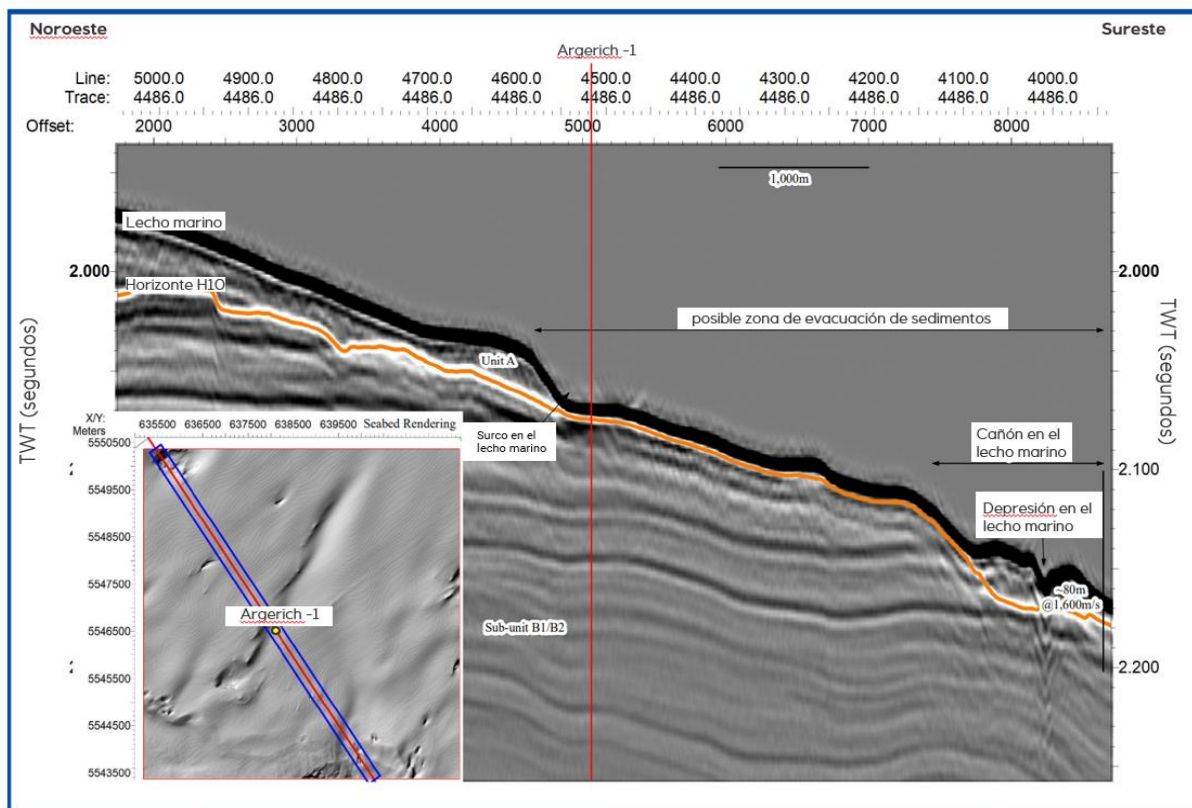 Noroeste
Sureste
Argerich -1
Line: 5000.0 4900.0 4800.0 4700.0 4600.0 4500.0 4400.0 4300.0 4200.0 4100.0 4000.0
Trace: 4486.0 4486.0 4486.0 4486.0 4486.0 4486.0 4486.0 4486.0 4486.0 4486.0 4486.0
Offset: 2000 3000 4000 5000 6000 7000 8000
1,000m
Lecho marino
2.000
2.000
Horizonte H10
TWT (segundos)
TWT (segundos)
posible zona de evacuación de sedimentos
Unit A
Surco en el
lecho marino
Cañón en el
lecho marino
2.100
Depresión en el
lecho marino
~80m
@1,600m/s
Sub-unit B1/B2
2.200
X/Y:
Meters
635500 636500 637500 638500 639500 Seabed Rendering
5550500
5549500
5548500
5547500
Argerich -1
5546500
5545500
5544500
5543500